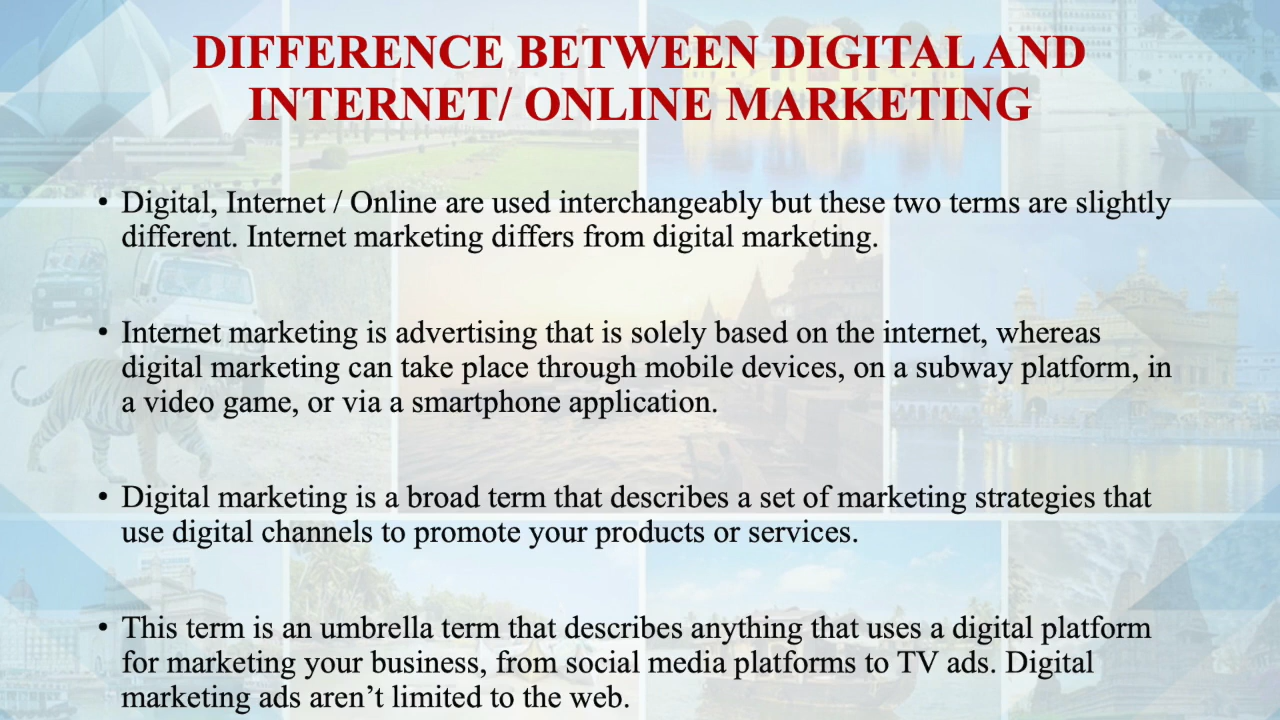 DIFFERENCE BETWEEN DIGITAL AND
INTERNET/ ONLINE MARKETING
• Digital, Internet / Online are used interchangeably but these two terms are slightly
different. Internet marketing differs from digital marketing.
• Internet marketing is advertising that is solely based on the internet, whereas
digital marketing can take place through mobile devices, on a subway platform, in
a video game, or via a smartphone application.
• Digital marketing is a broad term that describes a set of marketing strategies that
use digital channels to promote your products or services.
• This term is an umbrella term that describes anything that uses a digital platform
for marketing your business, from social media platforms to TV ads. Digital
marketing ads aren’t limited to the web.